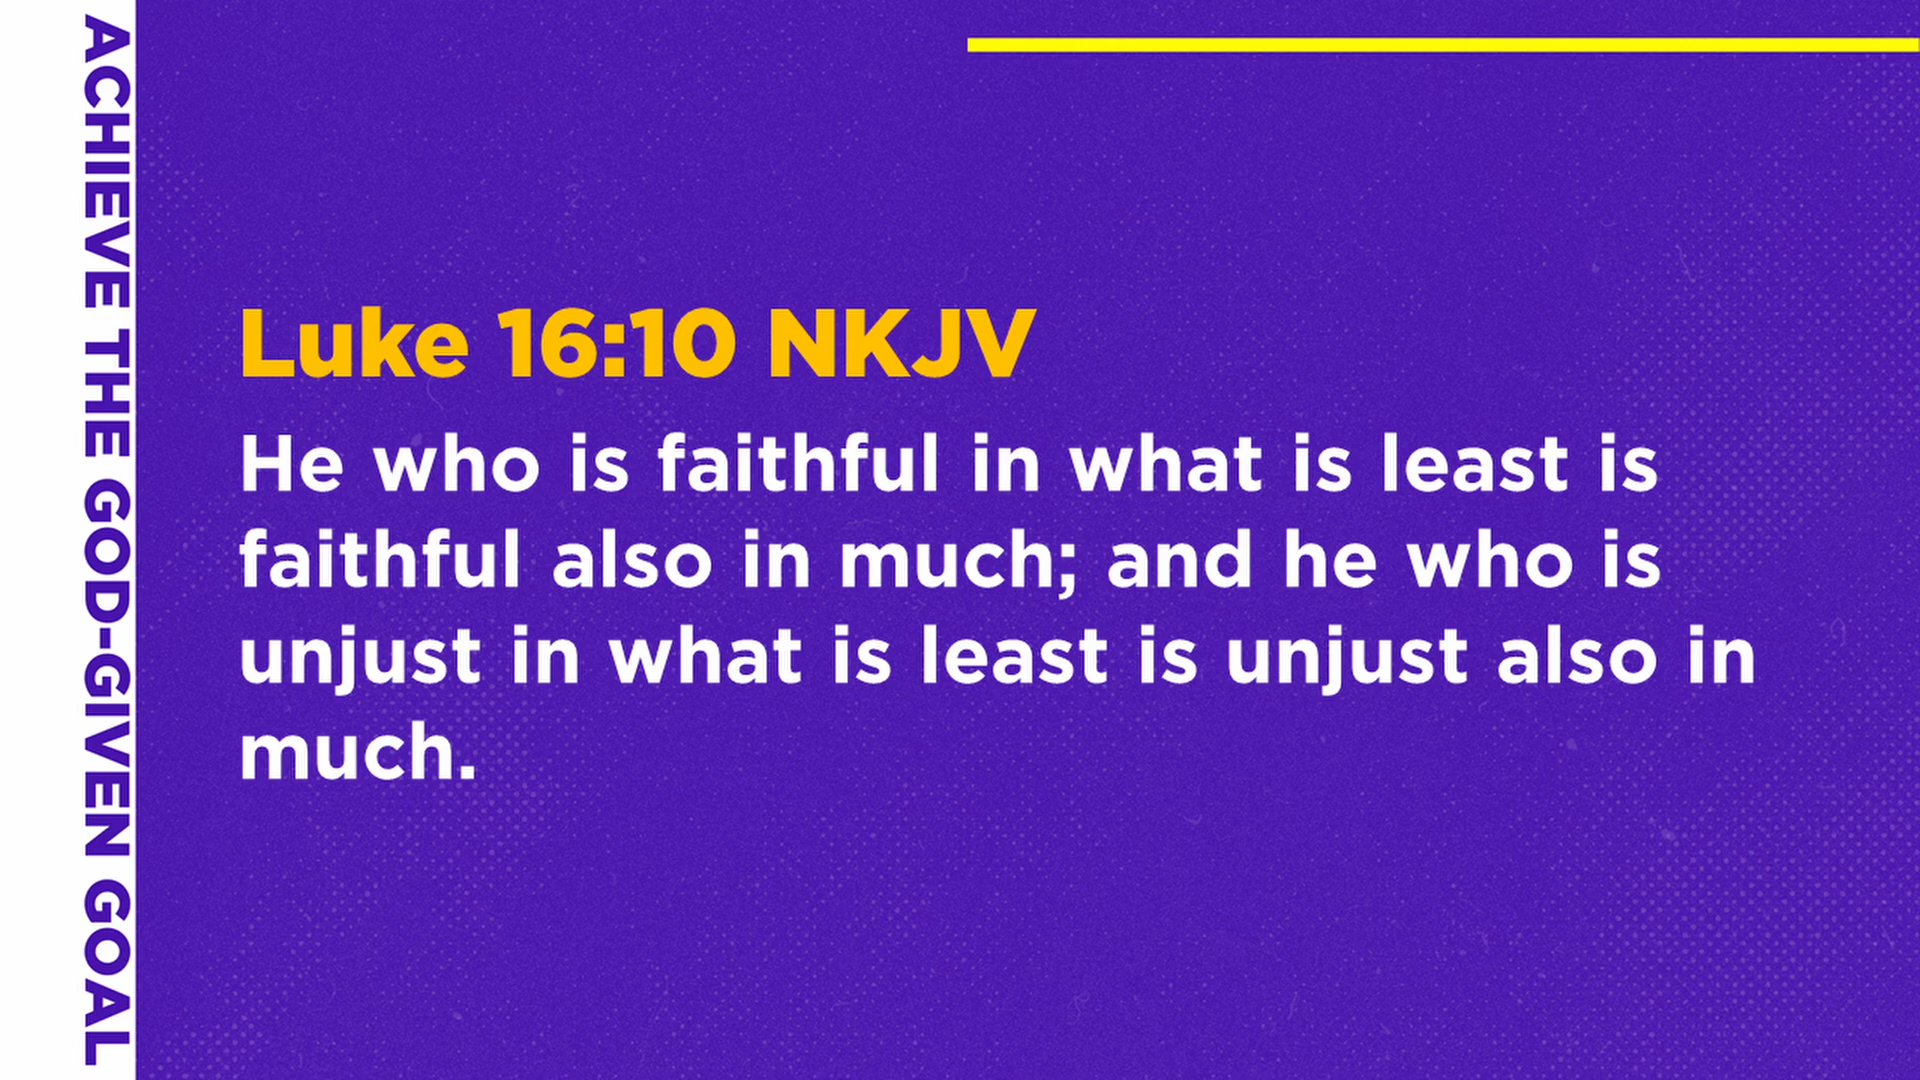 ACHIEVE THE GOD-GIVEN GOAL
Luke 16:10 NKJV
He who is faithful in what is least is
faithful also in much; and he who is
unjust in what is least is unjust also in
much.